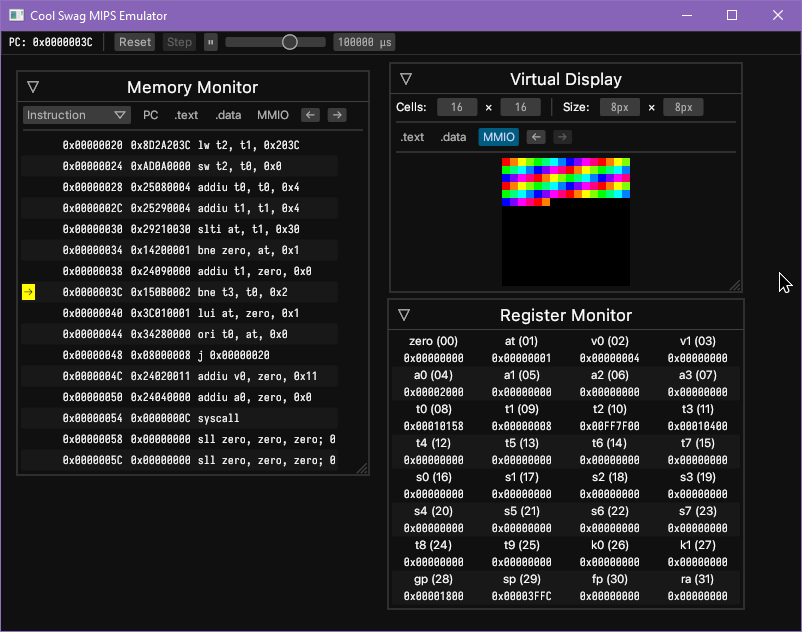 Cool Swag MIPS Emulator
PC: 0x0000003C Reset Step 100000 µs
Memory Monitor
Instruction PC .text .data MMIO ← →
0x00000020 0x8D2A203C lw t2, t1, 0x203C
0x00000024 0xAD0A0000 sw t2, t0, 0x0
0x00000028 0x25080004 addiu t0, t0, 0x4
0x0000002C 0x25290004 addiu t1, t1, 0x4
0x00000030 0x29210030 slti at, t1, 0x30
0x00000034 0x14200001 bne zero, at, 0x1
0x00000038 0x24090000 addiu t1, zero, 0x0
→ 0x0000003C 0x150B0002 bne t3, t0, 0x2
0x00000040 0x3C010001 lui at, zero, 0x1
0x00000044 0x34280000 ori t0, at, 0x0
0x00000048 0x08000008 j 0x00000020
0x0000004C 0x24020011 addiu v0, zero, 0x11
0x00000050 0x24040000 addiu a0, zero, 0x0
0x00000054 0x0000000C syscall
0x00000058 0x00000000 sll zero, zero, zero; 0
0x0000005C 0x00000000 sll zero, zero, zero; 0
Virtual Display
Cells: 16 × 16 Size: 8px × 8px
.text .data MMIO ← →
Register Monitor
zero (00) at (01) v0 (02) v1 (03)
0x00000000 0x00000001 0x00000004 0x00000000
a0 (04) a1 (05) a2 (06) a3 (07)
0x00002000 0x00000000 0x00000000 0x00000000
t0 (08) t1 (09) t2 (10) t3 (11)
0x00010158 0x00000008 0x00FF7F00 0x00010400
t4 (12) t5 (13) t6 (14) t7 (15)
0x00000000 0x00000000 0x00000000 0x00000000
s0 (16) s1 (17) s2 (18) s3 (19)
0x00000000 0x00000000 0x00000000 0x00000000
s4 (20) s5 (21) s6 (22) s7 (23)
0x00000000 0x00000000 0x00000000 0x00000000
t8 (24) t9 (25) k0 (26) k1 (27)
0x00000000 0x00000000 0x00000000 0x00000000
gp (28) sp (29) fp (30) ra (31)
0x00001800 0x00003FFC 0x00000000 0x00000000